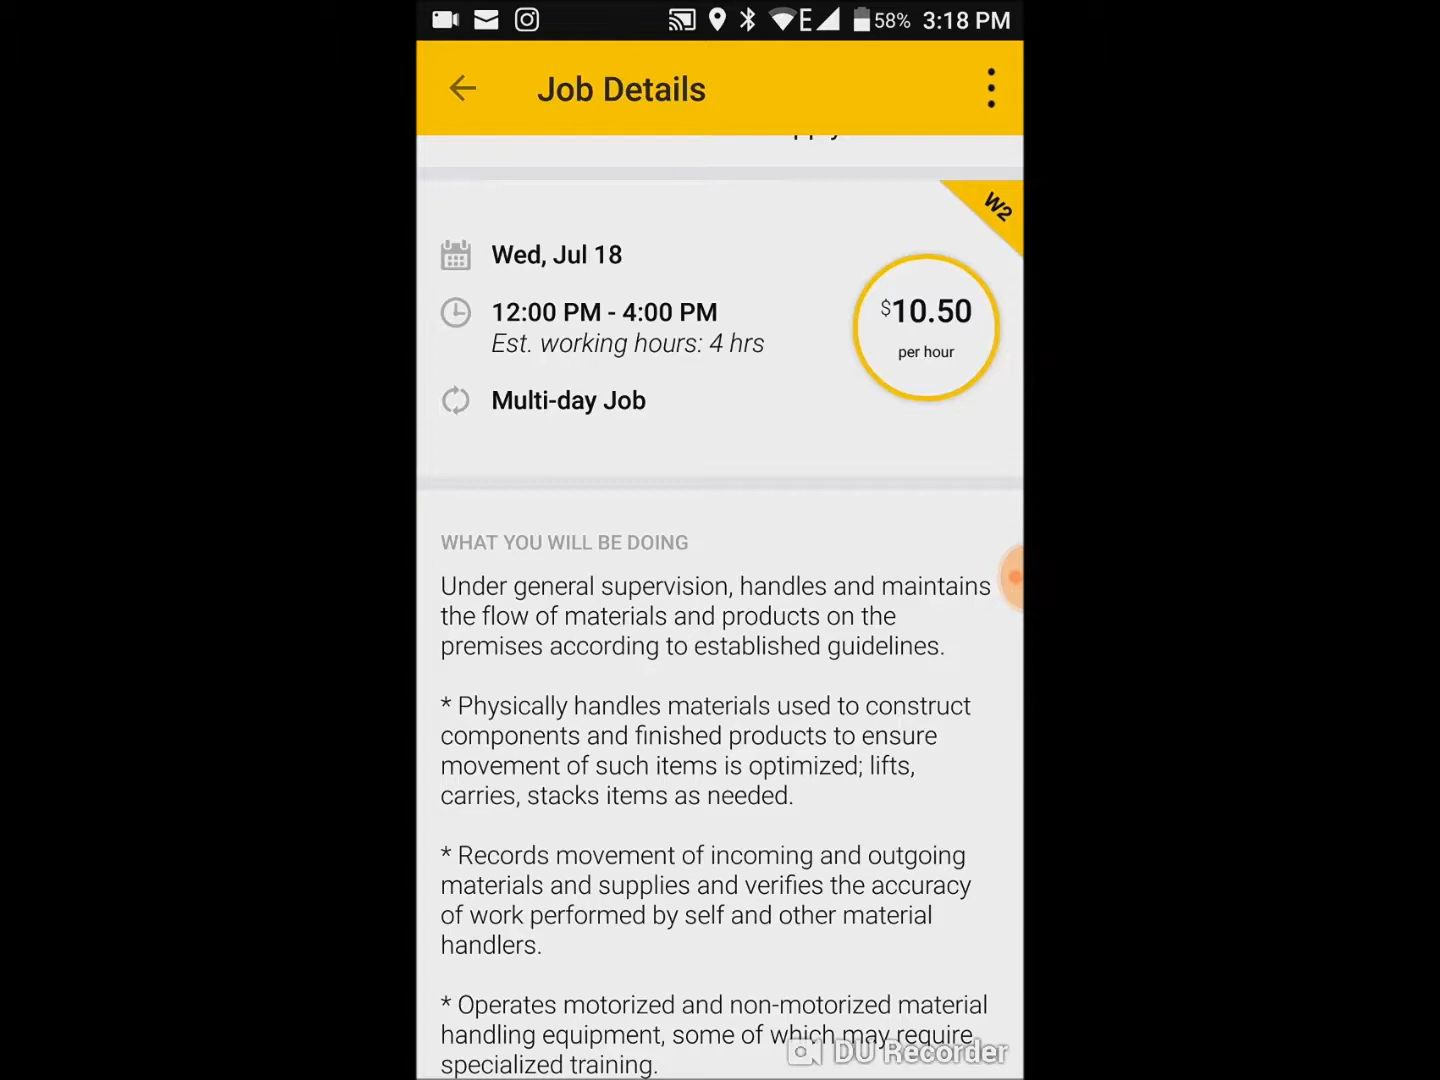 E 58% 3:18 PM
Job Details
W2
Wed, Jul 18
12:00 PM - 4:00 PM
Est. working hours: 4 hrs
$10.50
per hour
Multi-day Job
WHAT YOU WILL BE DOING
Under general supervision, handles and maintains
the flow of materials and products on the
premises according to established guidelines.
* Physically handles materials used to construct
components and finished products to ensure
movement of such items is optimized; lifts,
carries, stacks items as needed.
* Records movement of incoming and outgoing
materials and supplies and verifies the accuracy
of work performed by self and other material
handlers.
* Operates motorized and non-motorized material
handling equipment, some of which may require
specialized training.
DU Recorder